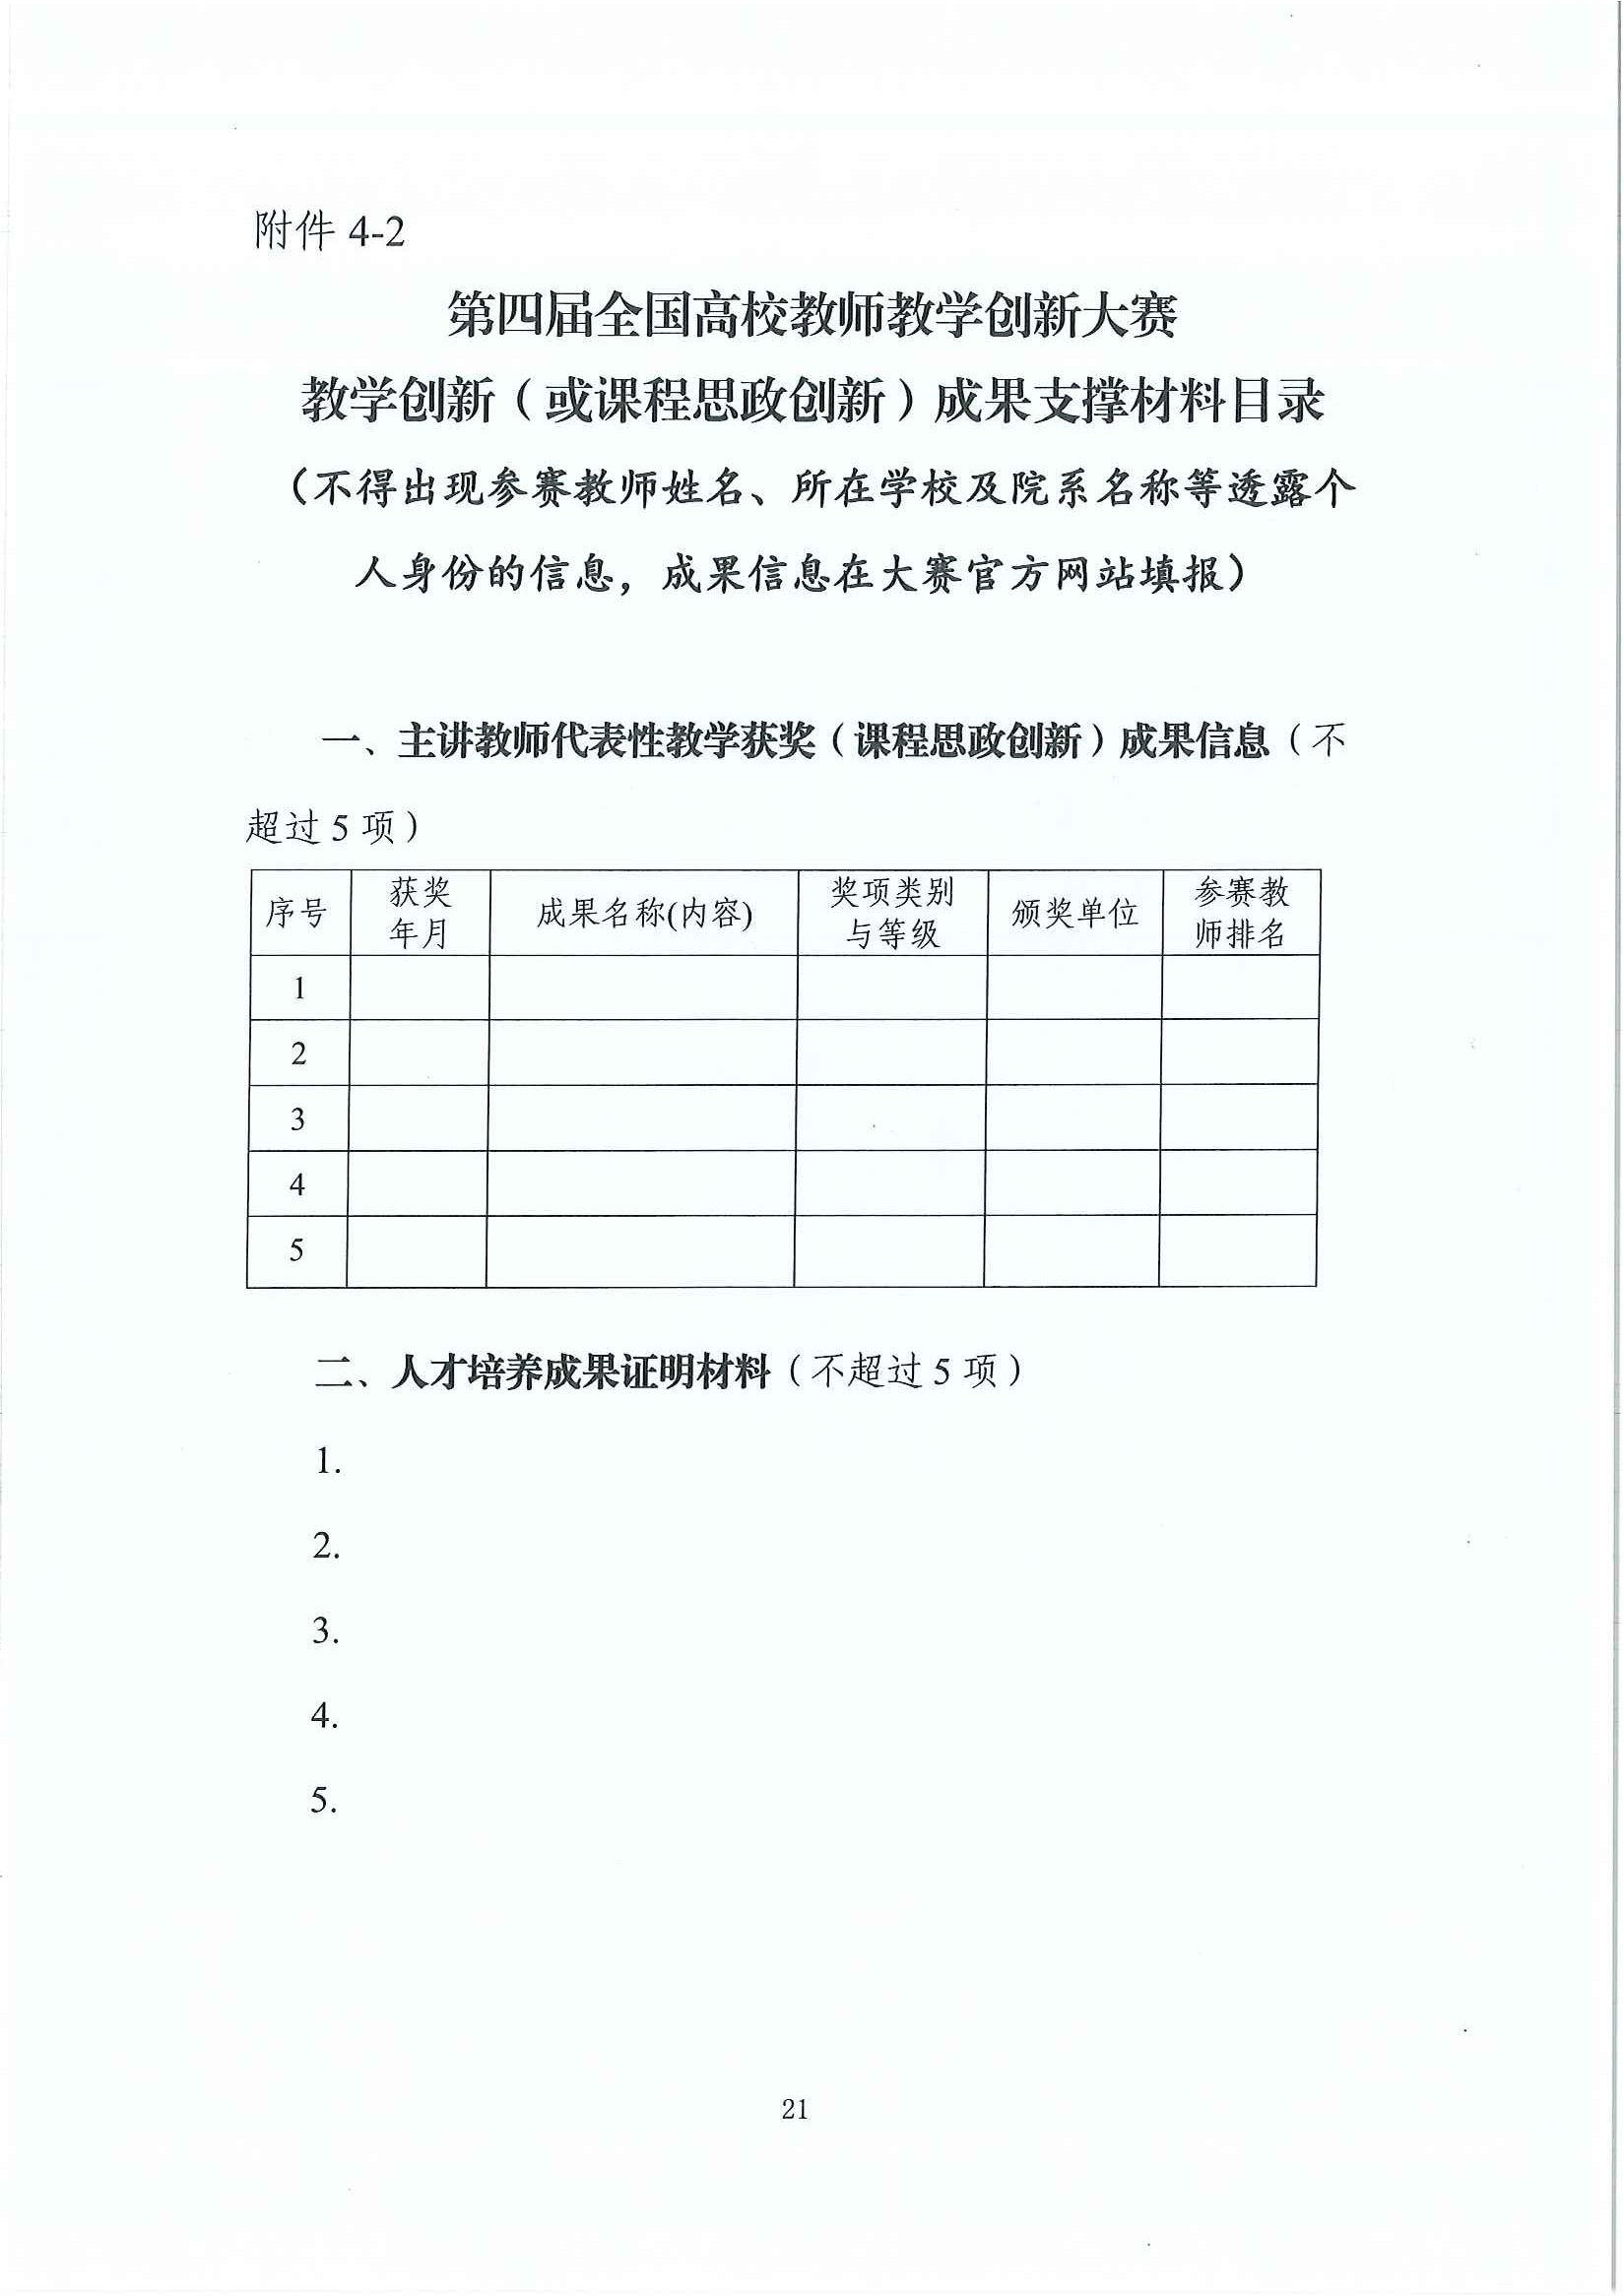 附件 4-2
第四届全国高校教师教学创新大赛
教学创新（或课程思政创新）成果支撑材料目录
（不得出现参赛教师姓名、所在学校及院系名称等透露个
人身份的信息，成果信息在大赛官方网站填报）
一、主讲教师代表性教学获奖（课程思政创新）成果信息（不
超过 5 项）
序号 获奖年月 成果名称(内容) 奖项类别与等级 颁奖单位 参赛教师排名
1
2
3
4
5
二、人才培养成果证明材料（不超过 5 项）
1.
2.
3.
4.
5.
21